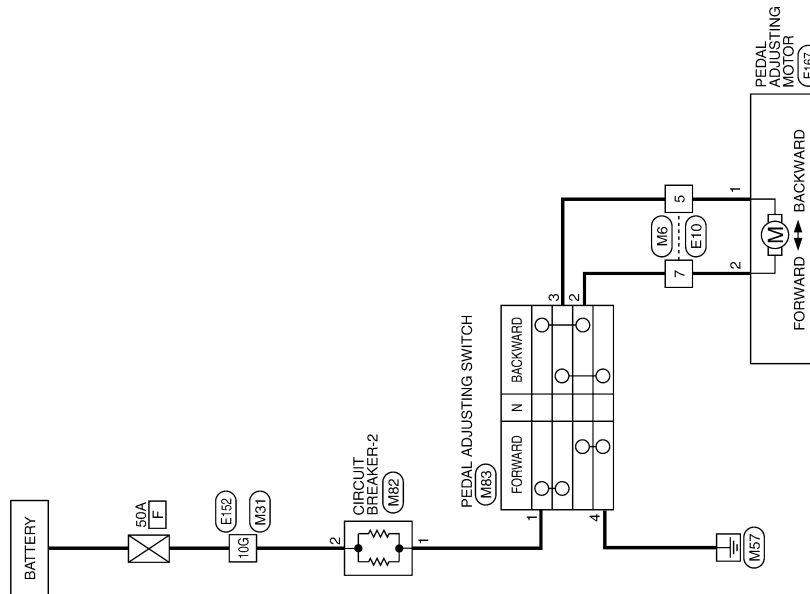 BATTERY
50A
F
10G
E152
M31
2
CIRCUIT
BREAKER-2
M82
1
PEDAL ADJUSTING SWITCH
M83
FORWARD
N
BACKWARD
1
4
3
2
M57
7
5
M6
E10
2
1
PEDAL
ADJUSTING
MOTOR
E167
M
FORWARD
BACKWARD